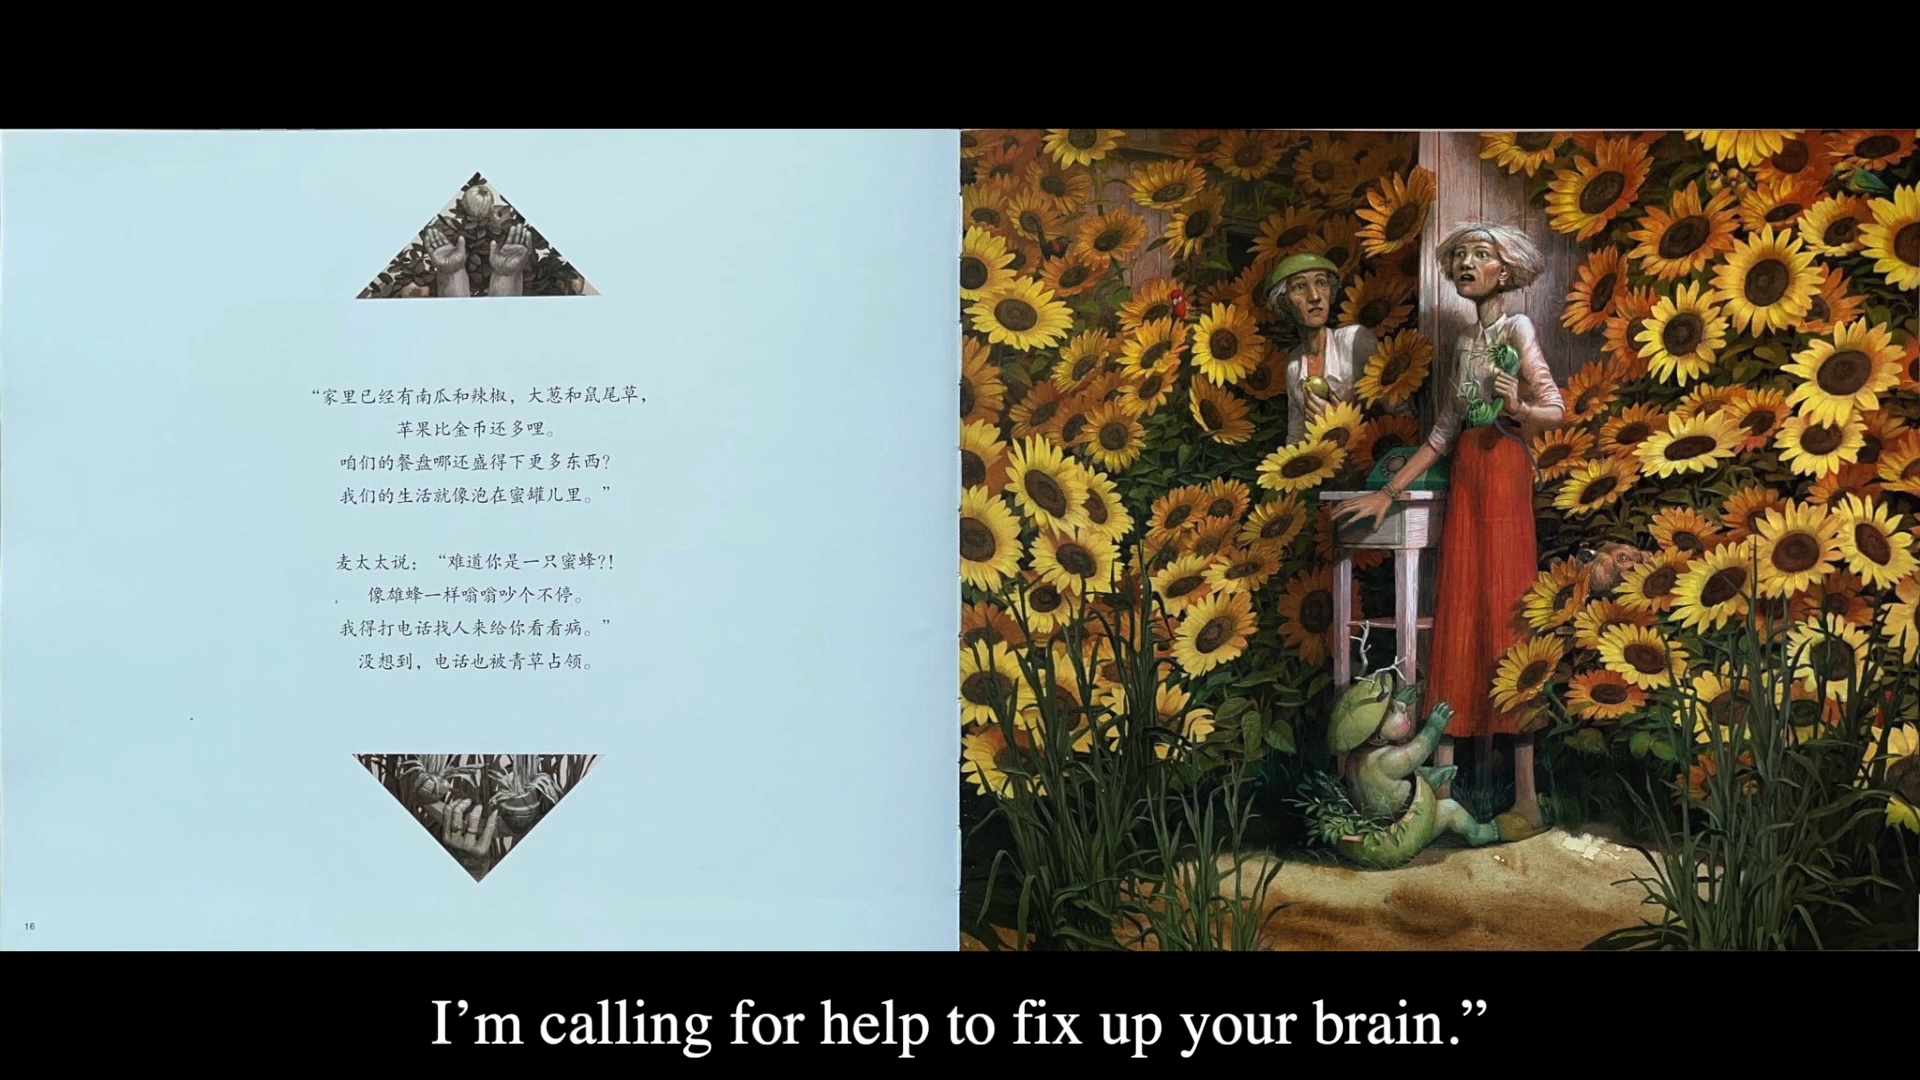 “家里已经有南瓜和辣椒，大葱和鼠尾草，
苹果比金币还多哩。
咱们的餐盘哪还盛得下更多东西？
我们的生活就像泡在蜜罐儿里。”
麦太太说：“难道你是一只蜜蜂？！
像雄蜂一样嗡嗡吵个不停。
我得打电话找人来给你看看病。”
没想到，电话也被青草占领。
16
I’m calling for help to fix up your brain.”